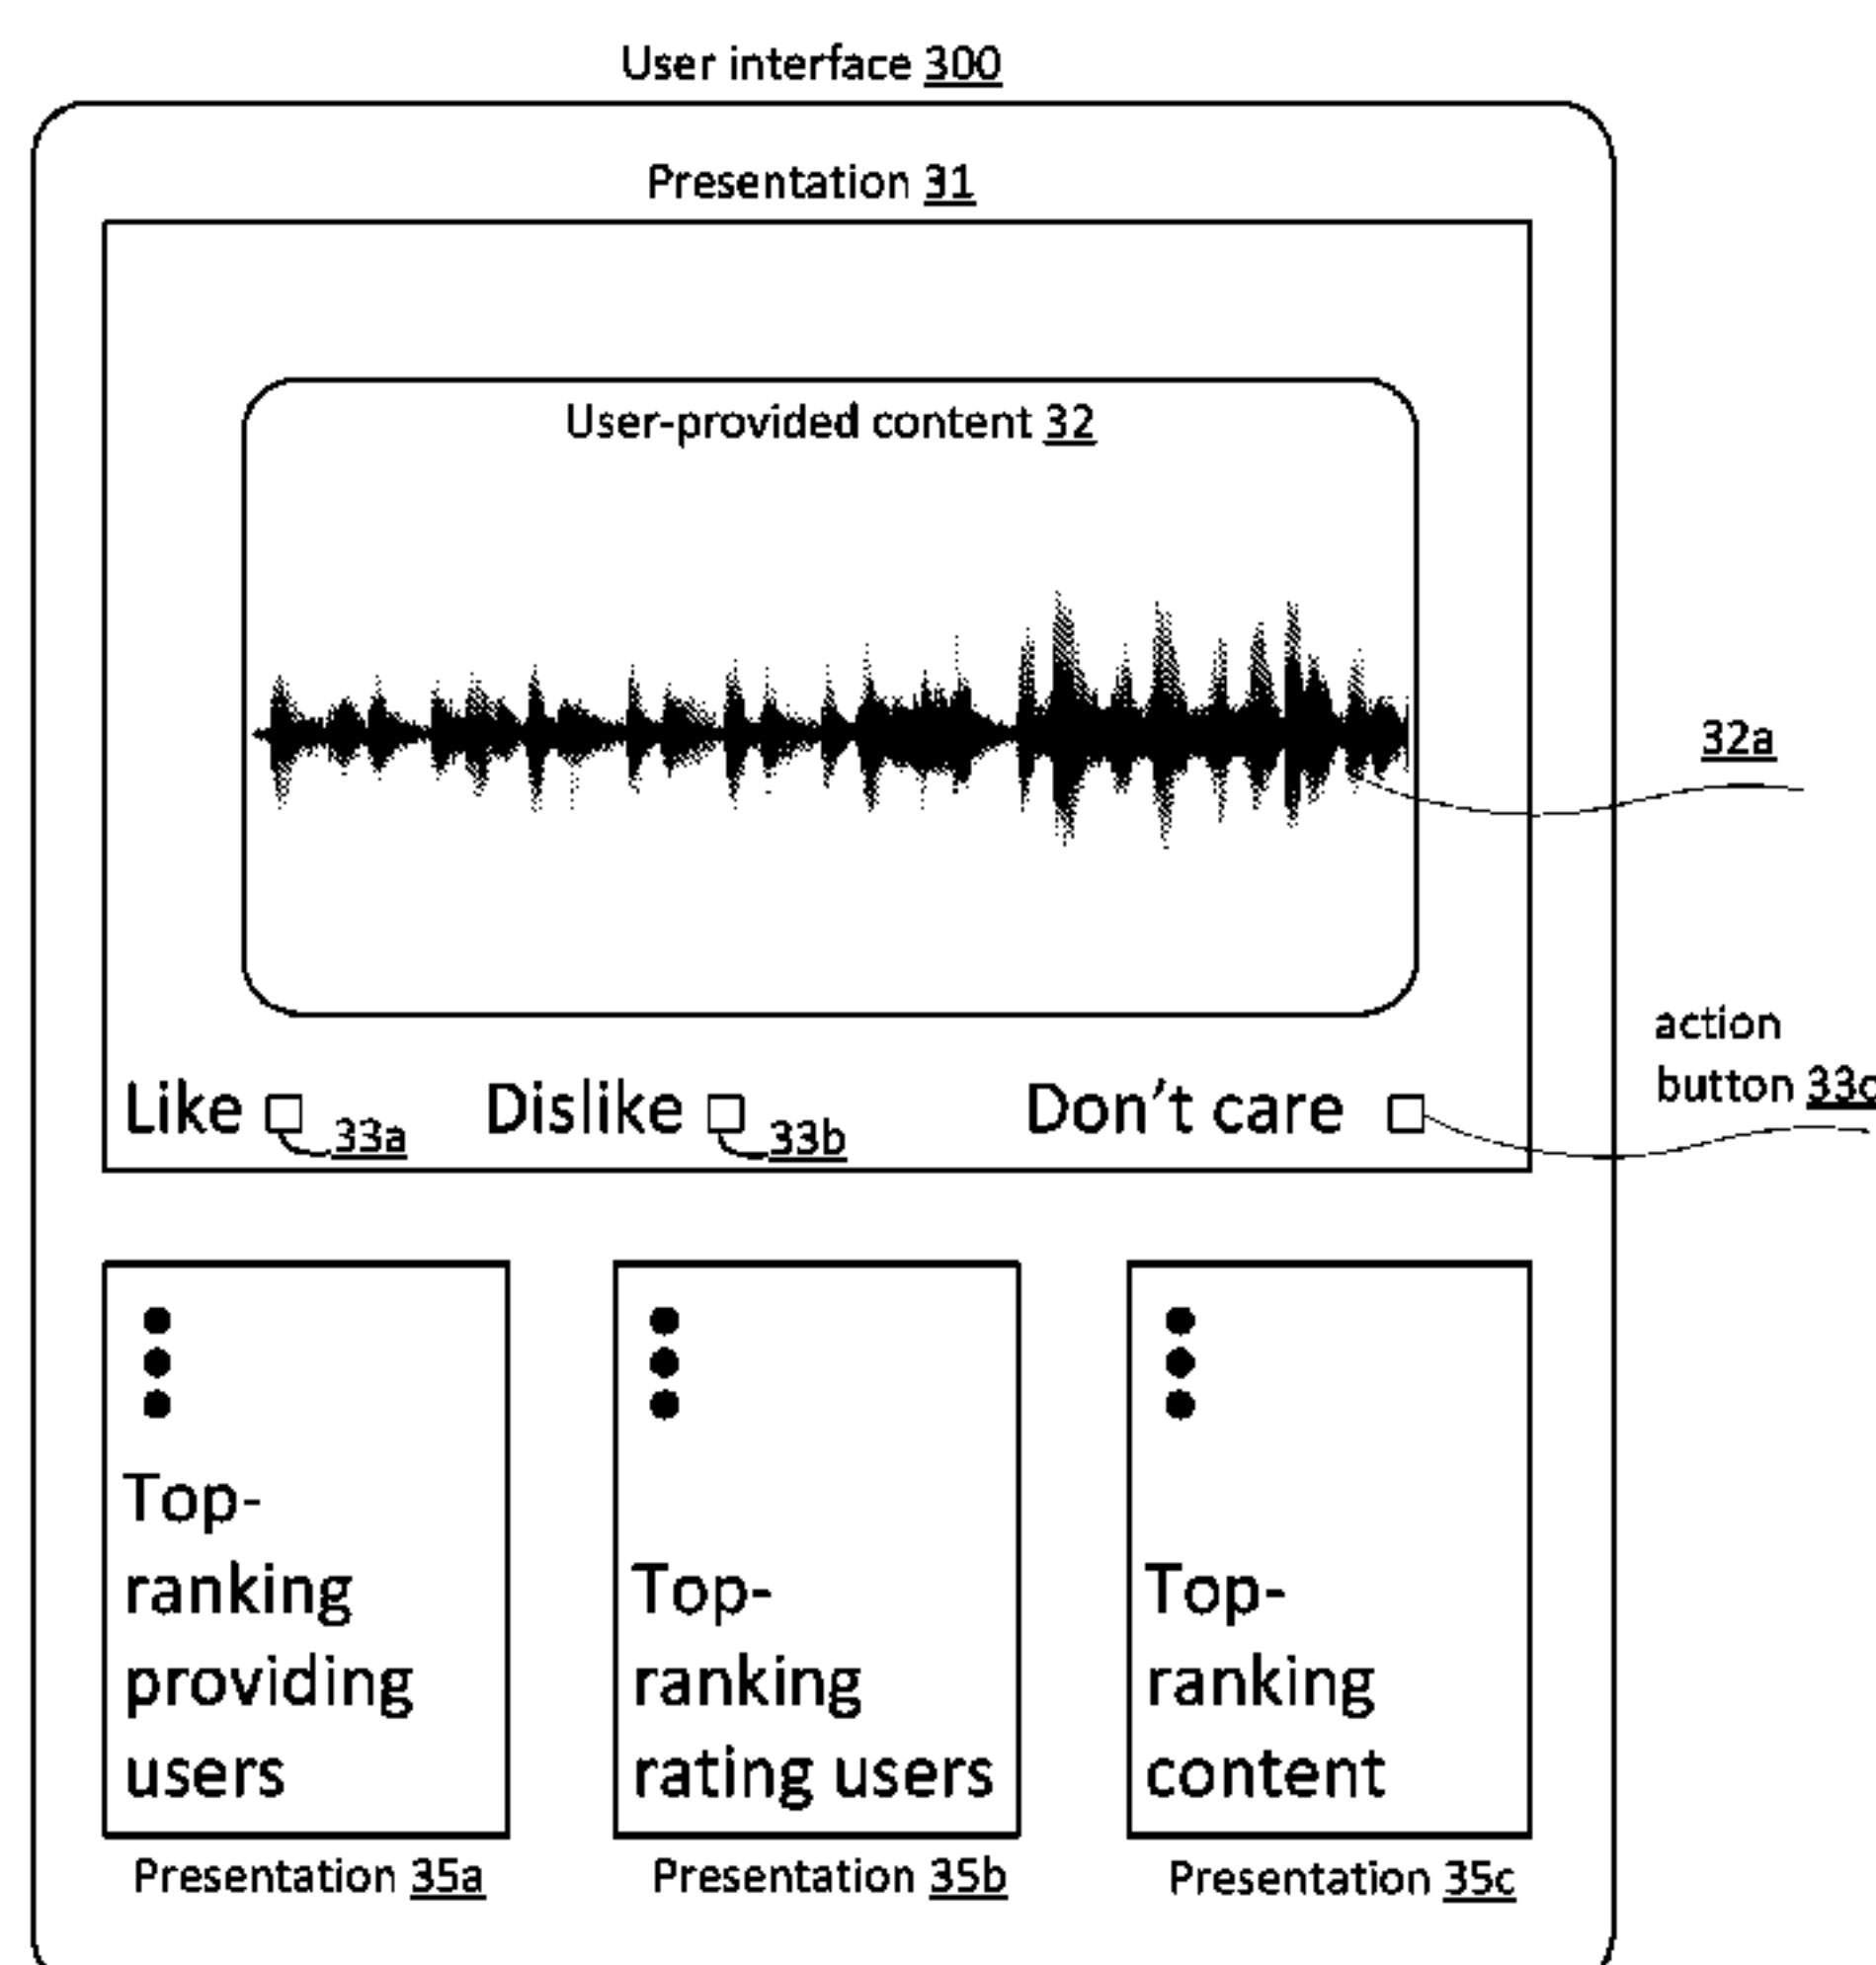 User interface 300
Presentation 31
User-provided content 32
32a
action
button 33c
Like 33a Dislike 33b Don't care
Top-
ranking
providing
users
Top-
ranking
rating users
Top-
ranking
content
Presentation 35a Presentation 35b Presentation 35c